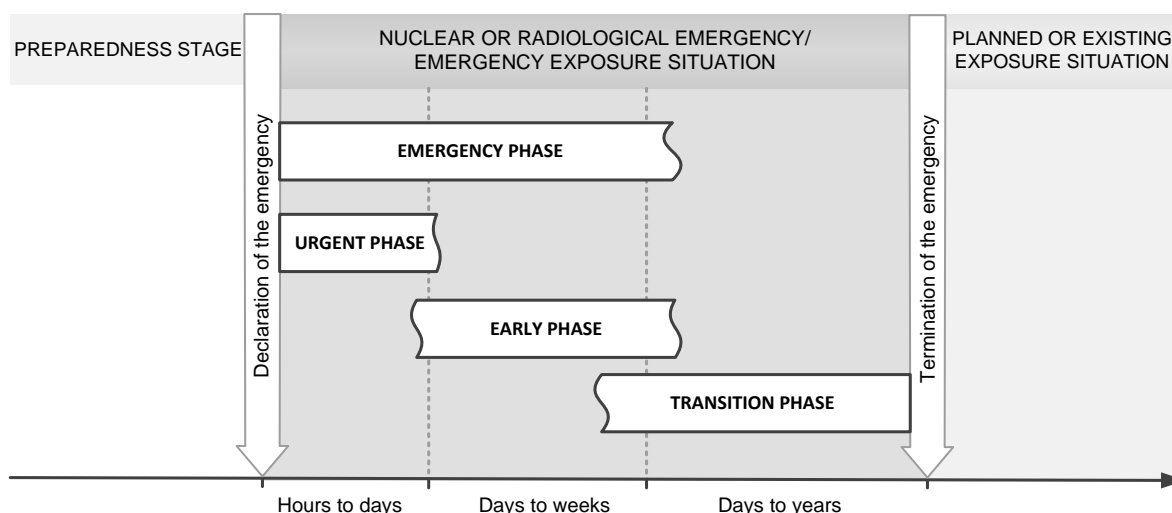 PREPAREDNESS STAGE
NUCLEAR OR RADIOLOGICAL EMERGENCY/
EMERGENCY EXPOSURE SITUATION
PLANNED OR EXISTING
EXPOSURE SITUATION
Declaration of the emergency
EMERGENCY PHASE
URGENT PHASE
EARLY PHASE
TRANSITION PHASE
Termination of the emergency
Hours to days
Days to weeks
Days to years